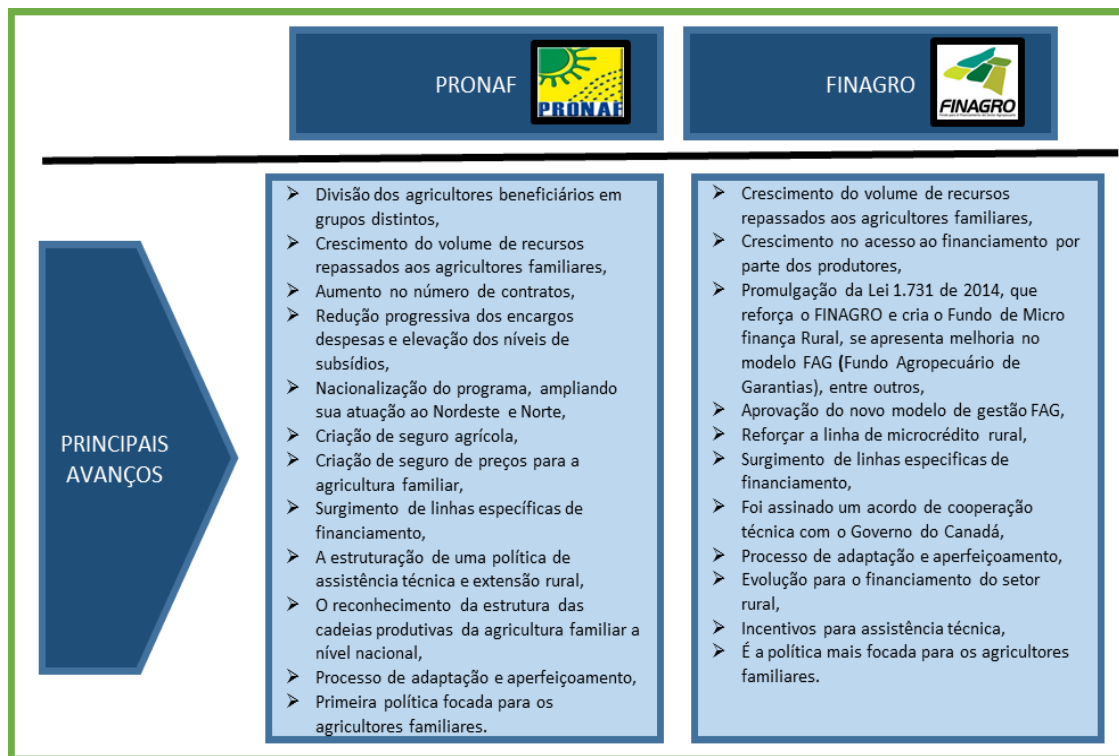 PRONAF
PRONAF
FINAGRO
FINAGRO
PRINCIPAIS
AVANÇOS
➤ Divisão dos agricultores beneficiários em
grupos distintos,
➤ Crescimento do volume de recursos
repassados aos agricultores familiares,
➤ Aumento no número de contratos,
➤ Redução progressiva dos encargos
despesas e elevação dos níveis de
subsídios,
➤ Nacionalização do programa, ampliando
sua atuação ao Nordeste e Norte,
➤ Criação de seguro agrícola,
➤ Criação de seguro de preços para a
agricultura familiar,
➤ Surgimento de linhas específicas de
financiamento,
➤ A estruturação de uma política de
assistência técnica e extensão rural,
➤ O reconhecimento da estrutura das
cadeias produtivas da agricultura familiar a
nível nacional,
➤ Processo de adaptação e aperfeiçoamento,
➤ Primeira política focada para os
agricultores familiares.
➤ Crescimento do volume de recursos
repassados aos agricultores familiares,
➤ Crescimento no acesso ao financiamento por
parte dos produtores,
➤ Promulgação da Lei 1.731 de 2014, que
reforça o FINAGRO e cria o Fundo de Micro
finança Rural, se apresenta melhoria no
modelo FAG (Fundo Agropecuário de
Garantias), entre outros,
➤ Aprovação do novo modelo de gestão FAG,
➤ Reforçar a linha de microcrédito rural,
➤ Surgimento de linhas especificas de
financiamento,
➤ Foi assinado um acordo de cooperação
técnica com o Governo do Canadá,
➤ Processo de adaptação e aperfeiçoamento,
➤ Evolução para o financiamento do setor
rural,
➤ Incentivos para assistência técnica,
➤ É a política mais focada para os agricultores
familiares.